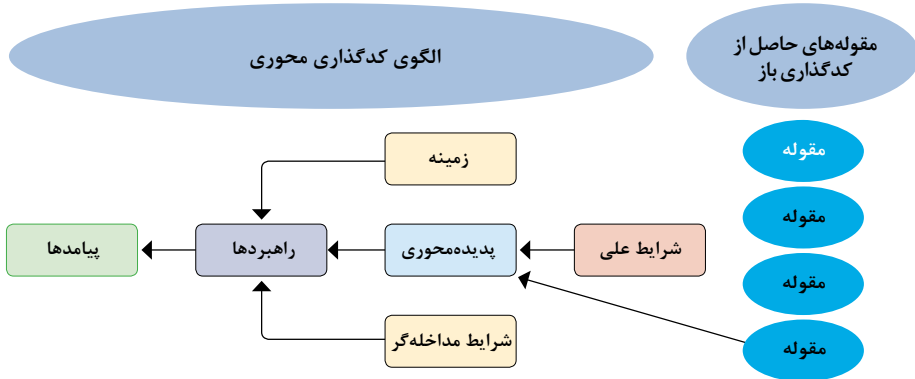 مقوله‌های حاصل از
کدگذاری باز
الگوی کدگذاری محوری
مقوله
زمینه
مقوله
شرایط علی
پدیده‌محوری
راهبردها
پیامدها
مقوله
شرایط مداخله‌گر
مقوله